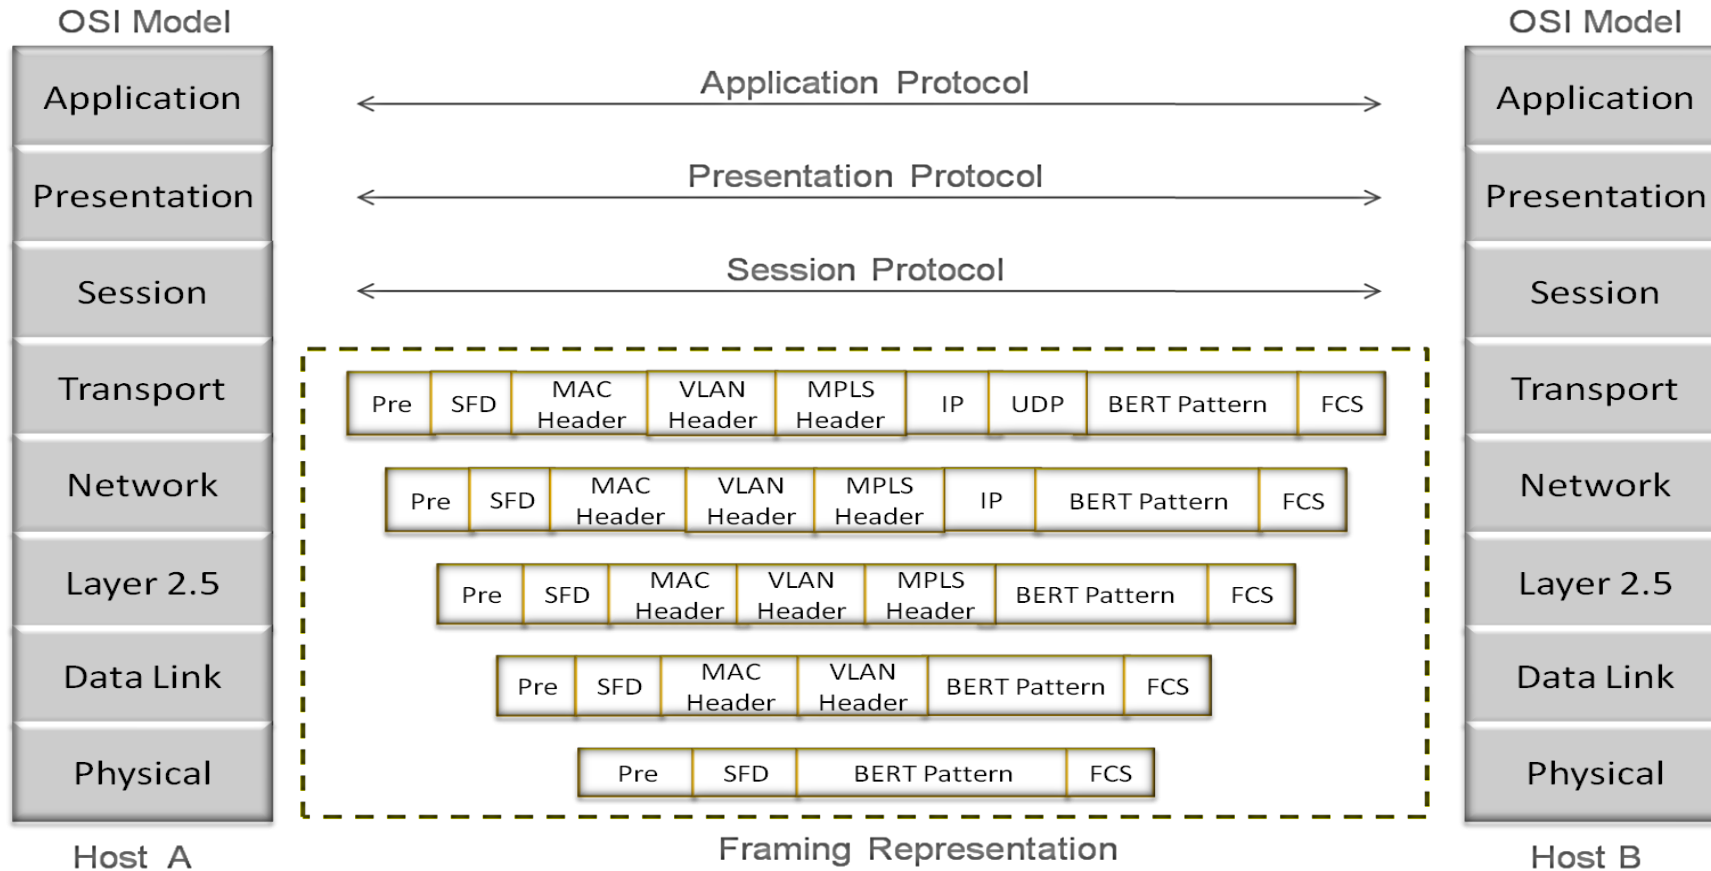 OSI Model
OSI Model
Application
Application Protocol
Application
Presentation
Presentation Protocol
Presentation
Session
Session Protocol
Session
Transport
Pre
SFD
MAC
Header
VLAN
Header
MPLS
Header
IP
UDP
BERT Pattern
FCS
Transport
Network
Pre
SFD
MAC
Header
VLAN
Header
MPLS
Header
IP
BERT Pattern
FCS
Network
Layer 2.5
Pre
SFD
MAC
Header
VLAN
Header
MPLS
Header
BERT Pattern
FCS
Layer 2.5
Data Link
Pre
SFD
MAC
Header
VLAN
Header
BERT Pattern
FCS
Data Link
Physical
Pre
SFD
BERT Pattern
FCS
Physical
Host A
Framing Representation
Host B